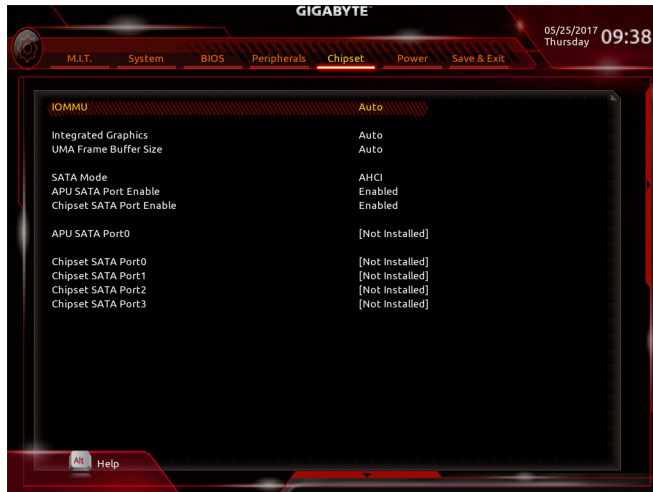 GIGABYTE
05/25/2017 09:38
Thursday
M.I.T. System BIOS Peripherals Chipset Power Save & Exit
IOMMU Auto
Integrated Graphics Auto
UMA Frame Buffer Size Auto
SATA Mode AHCI
APU SATA Port Enable Enabled
Chipset SATA Port Enable Enabled
APU SATA Port0 [Not Installed]
Chipset SATA Port0 [Not Installed]
Chipset SATA Port1 [Not Installed]
Chipset SATA Port2 [Not Installed]
Chipset SATA Port3 [Not Installed]
Alt Help